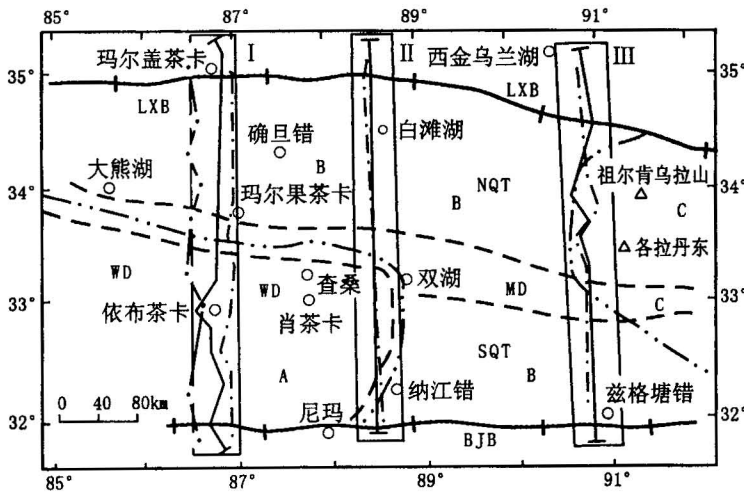 85°
87°
89°
91°
玛尔盖茶卡
I
II
西金乌兰湖
III
35°
35°
LXB
LXB
确旦错
白滩湖
大熊湖
B
祖尔肯乌拉山
34°
玛尔果茶卡
B
NQT
C
34°
各拉丹东
WD
WD
查桑
双湖
MD
C
33°
33°
依布茶卡
肖茶卡
SQT
A
B
0 40 80km
纳江错
尼玛
兹格塘错
32°
32°
BJB
85°
87°
89°
91°